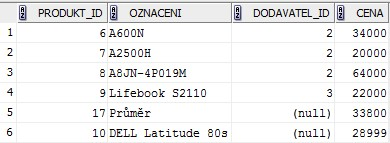 PRODUKT_ID OZNACENI DODAVATEL_ID CENA
1 6 A600N 2 34000
2 7 A2500H 2 20000
3 8 A8JN-4P019M 2 64000
4 9 Lifebook S2110 3 22000
5 17 Průměr (null) 33800
6 10 DELL Latitude 80s (null) 28999